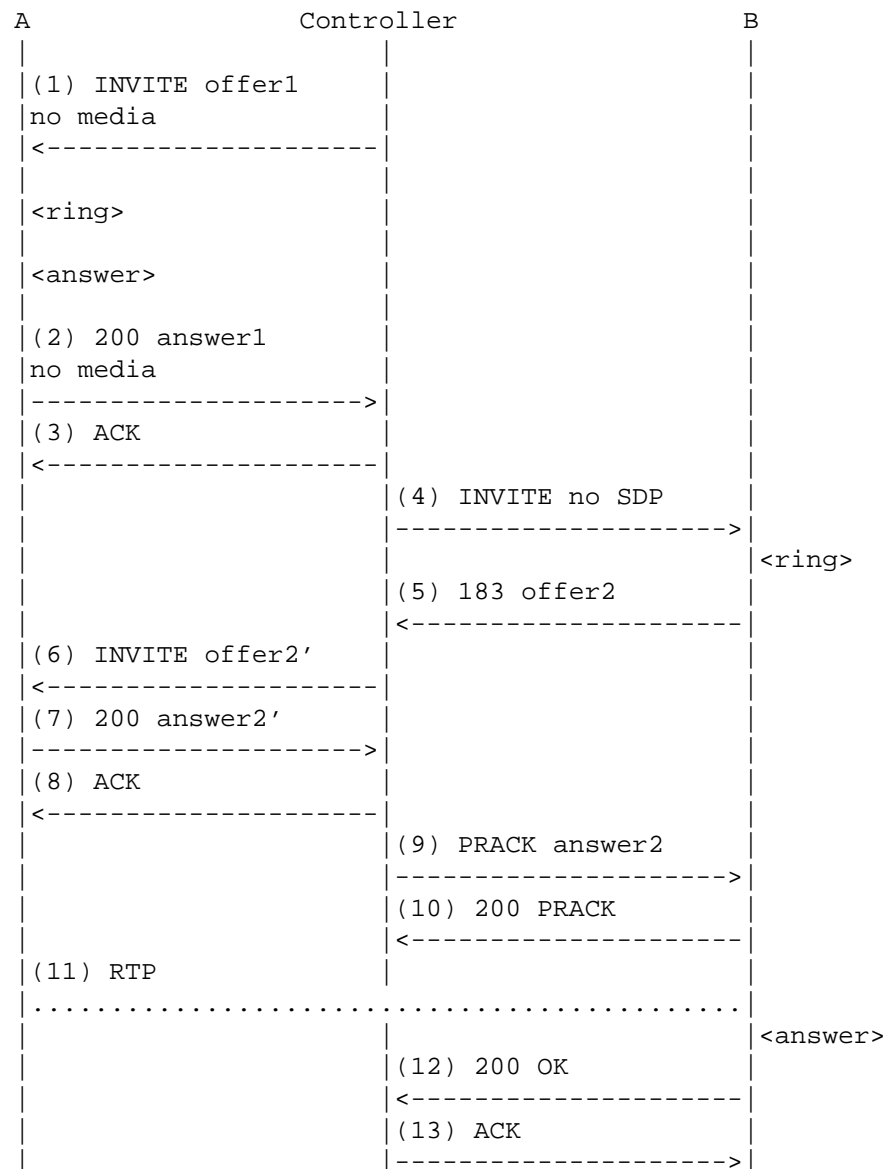 A Controller B
(1) INVITE offer1
no media
<ring>
<answer>
(2) 200 answer1
no media
(3) ACK
(4) INVITE no SDP
<ring>
(5) 183 offer2
(6) INVITE offer2'
(7) 200 answer2'
(8) ACK
(9) PRACK answer2
(10) 200 PRACK
(11) RTP
<answer>
(12) 200 OK
(13) ACK